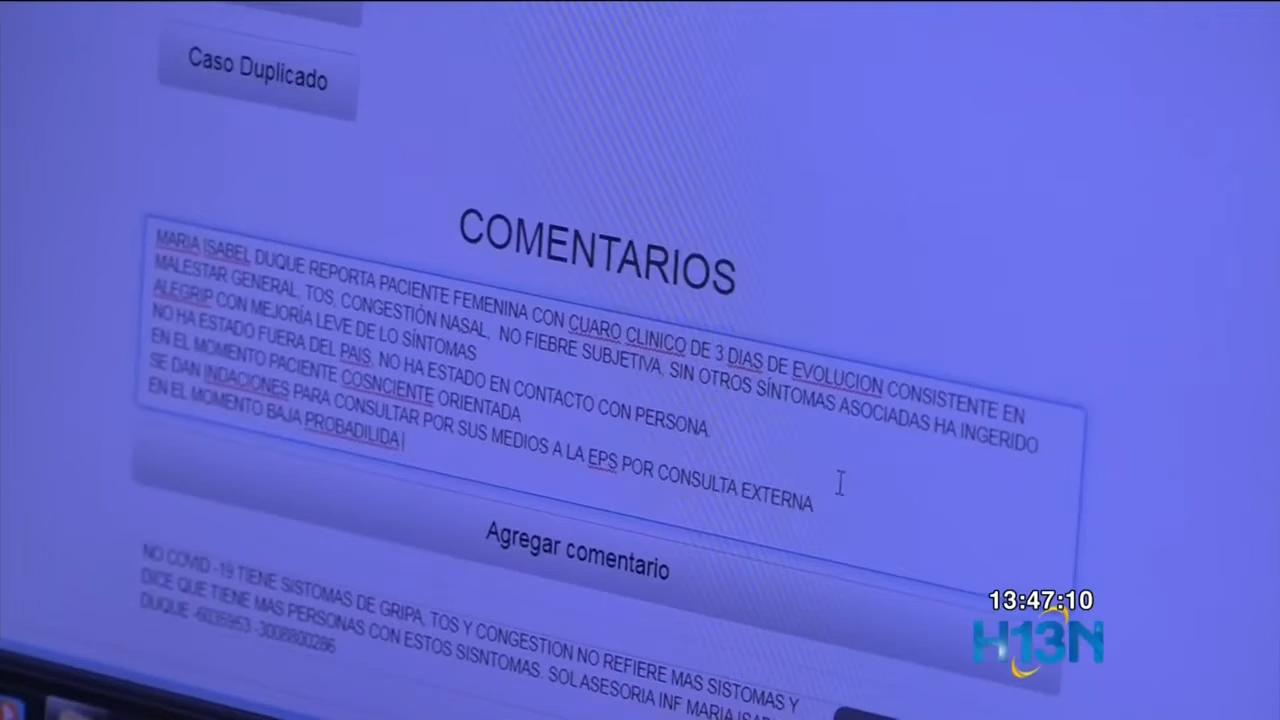 Caso Duplicado
COMENTARIOS
MARIA ISABEL DUQUE REPORTA PACIENTE FEMENINA CON CUARO CLINICO DE 3 DIAS DE EVOLUCION CONSISTENTE EN
MALESTAR GENERAL, TOS, CONGESTIÓN NASAL, NO FIEBRE SUBJETIVA, SIN OTROS SÍNTOMAS ASOCIADAS HA INGERIDO
ALEGRIP CON MEJORÍA LEVE DE LO SÍNTOMAS
NO HA ESTADO FUERA DEL PAIS, NO HA ESTADO EN CONTACTO CON PERSONA.
EN EL MOMENTO PACIENTE COSNCIENTE ORIENTADA
SE DAN INDACIONES PARA CONSULTAR POR SUS MEDIOS A LA EPS POR CONSULTA EXTERNA
EN EL MOMENTO BAJA PROBADILIDA
Agregar comentario
NO COVID -19 TIENE SISTOMAS DE GRIPA, TOS Y CONGESTION NO REFIERE MAS SISTOMAS Y
DICE QUE TIENE MAS PERSONAS CON ESTOS SISNTOMAS. SOL ASESORIA INF MARIA
DUQUE
13:47:10
H13N